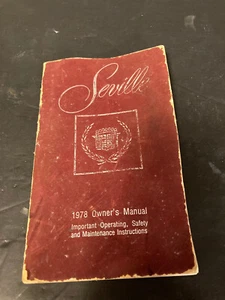 Seville
1978 Owner's Manual
Important Operating, Safety
and Maintenance Instructions